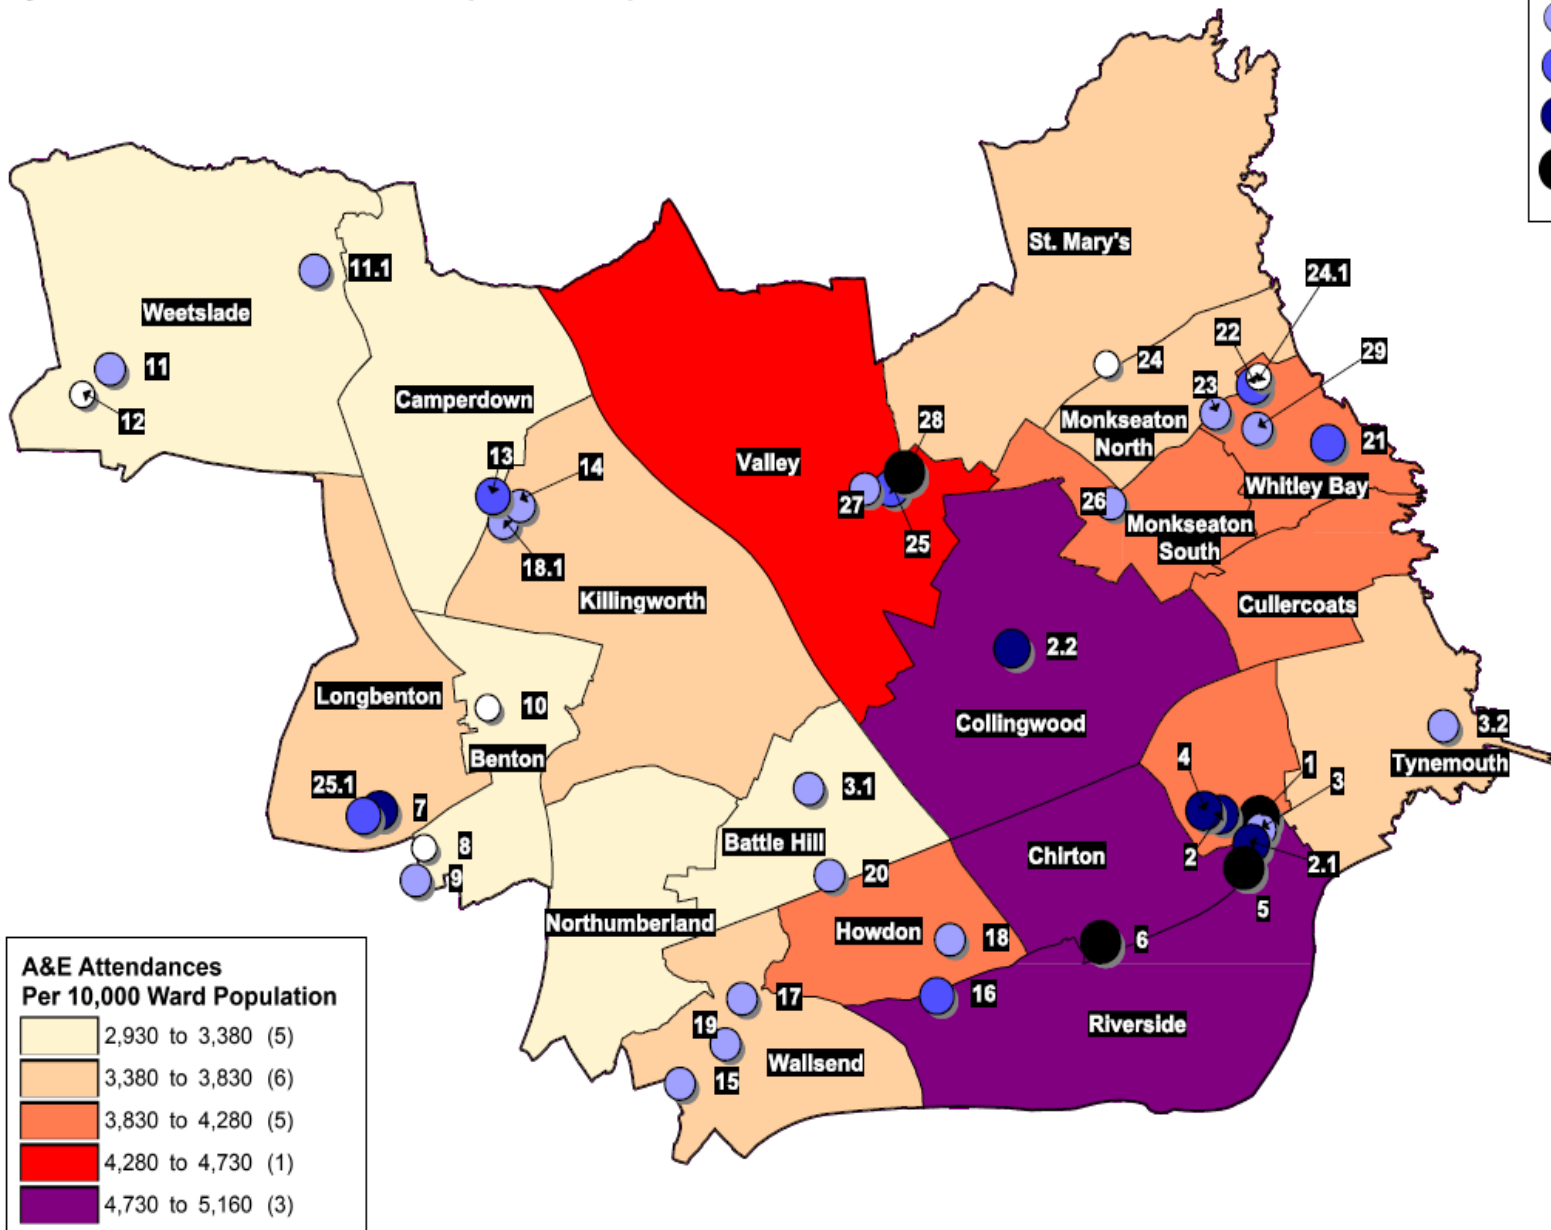 St. Mary's
24.1
11.1
Weetslade
22
29
24
11
23
12
Camperdown
Monkseaton
North
28
21
13
14
Valley
Whitley Bay
27
26
Monkseaton
South
25
18.1
Killingworth
Cullercoats
2.2
Longbenton
10
Collingwood
3.2
Benton
Tynemouth
4
1
3
25.1
7
3.1
8
Battle Hill
Chirton
2
2.1
9
20
5
Northumberland
Howdon
18
6
17
16
19
Riverside
Wallsend
15
A&E Attendances
Per 10,000 Ward Population
2,930 to 3,380 (5)
3,380 to 3,830 (6)
3,830 to 4,280 (5)
4,280 to 4,730 (1)
4,730 to 5,160 (3)